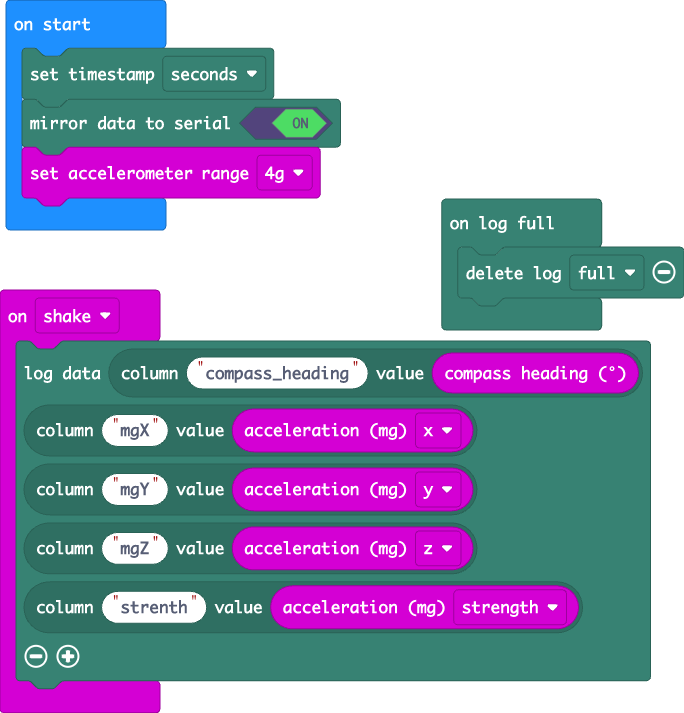 on start
set timestamp seconds
mirror data to serial ON
set accelerometer range 4g
on log full
delete log full
on shake
log data column "compass_heading" value compass heading (°)
column "mgX" value acceleration (mg) x
column "mgY" value acceleration (mg) y
column "mgZ" value acceleration (mg) z
column "strenth" value acceleration (mg) strength